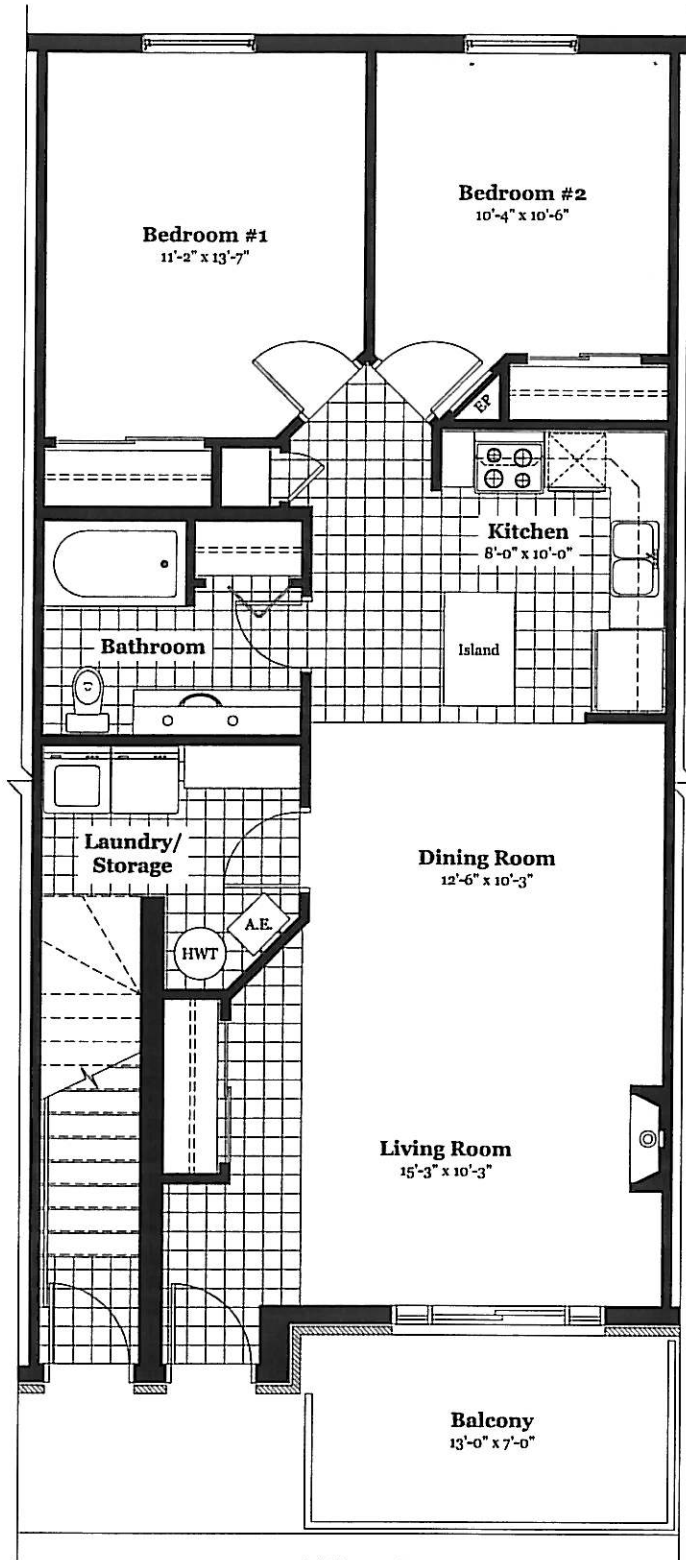 Bedroom #1
11'-2" x 13'-7"
Bedroom #2
10'-4" x 10'-6"
EP
Kitchen
8'-0" x 10'-0"
Bathroom
Island
Laundry/
Storage
Dining Room
12'-6" x 10'-3"
A.E.
HWT
Living Room
15'-3" x 10'-3"
Balcony
13'-0" x 7'-0"